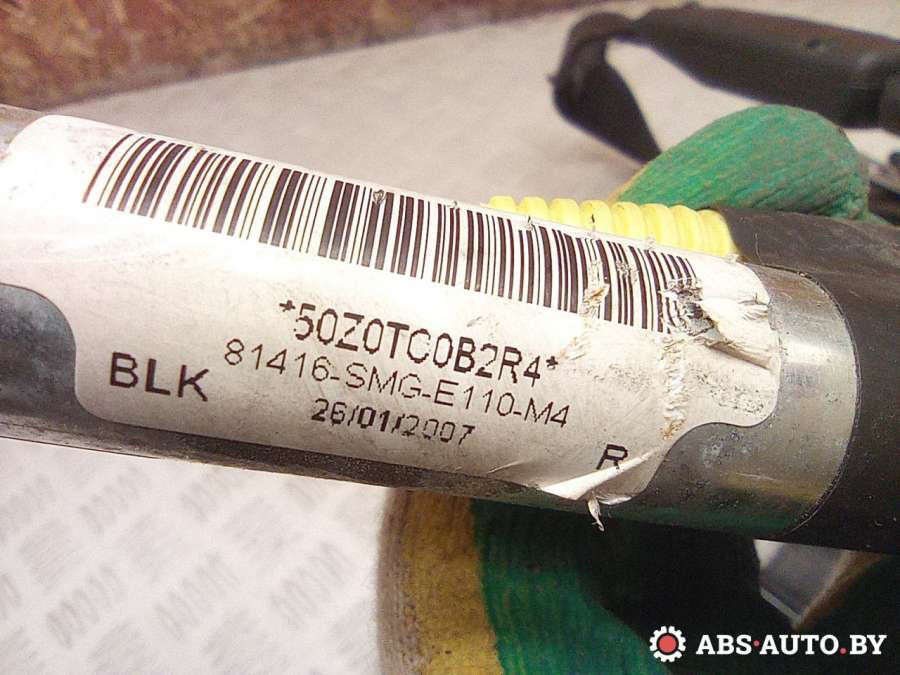 *50Z0TC0B2R4*
81416-SMG-E110-M4
BLK
26/01/2007
R
ABS-AUTO.BY